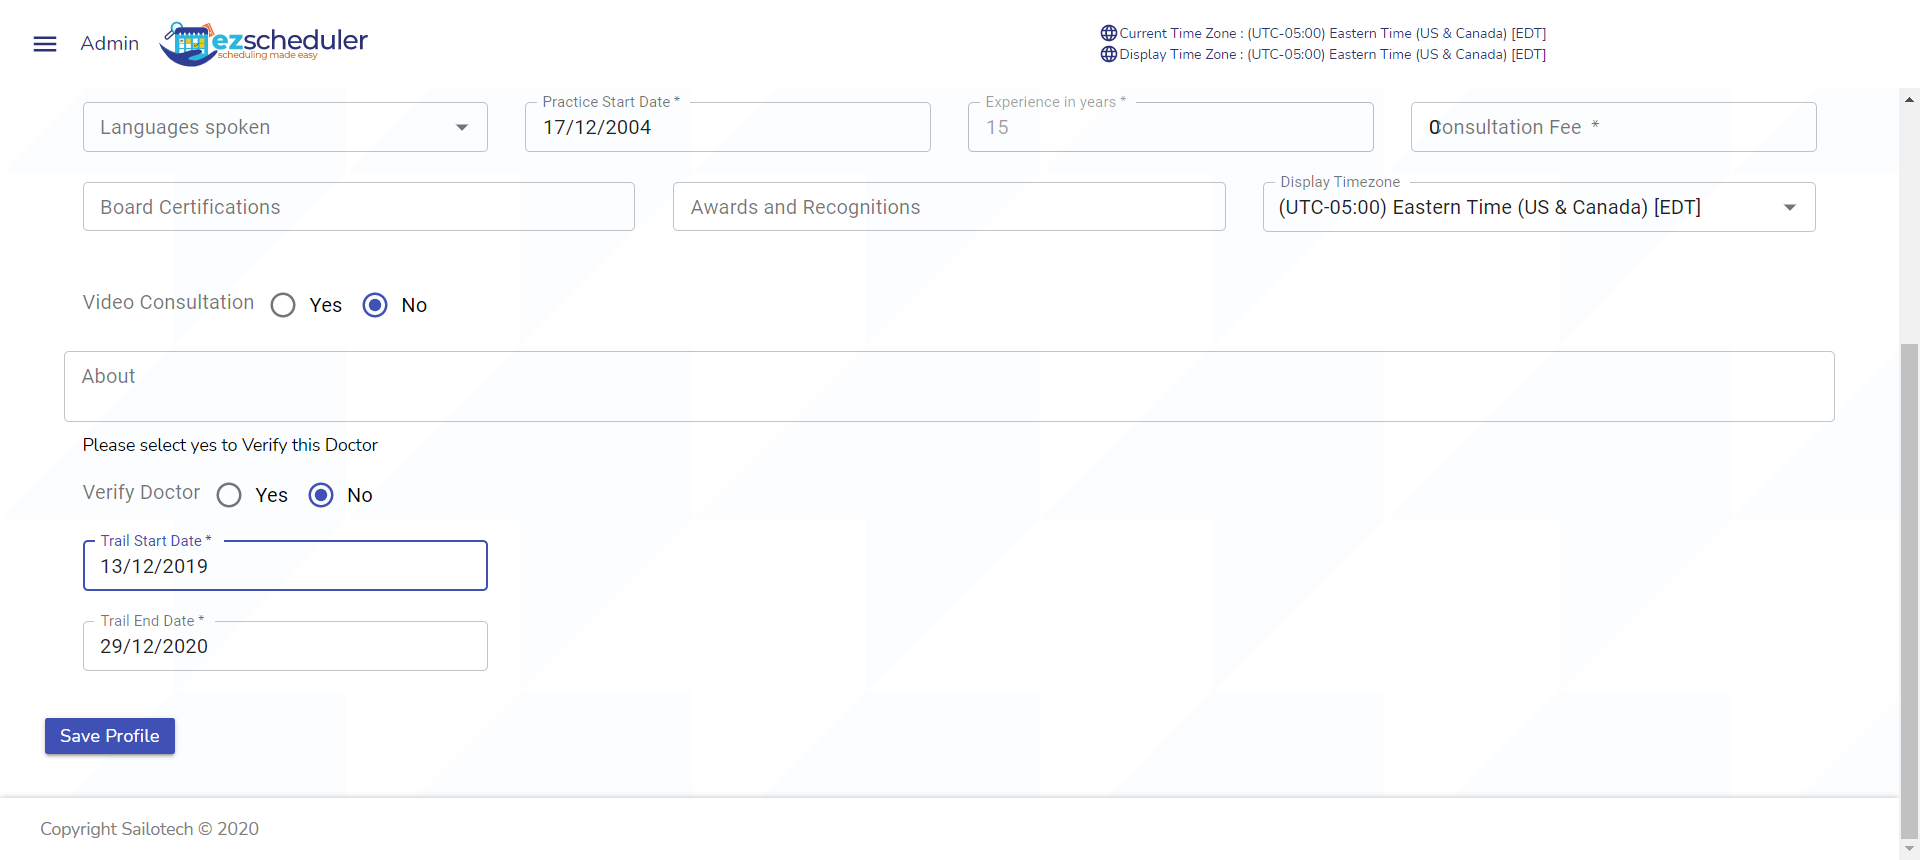 Admin
ezscheduler
scheduling made easy
Current Time Zone : (UTC-05:00) Eastern Time (US & Canada) [EDT]
Display Time Zone : (UTC-05:00) Eastern Time (US & Canada) [EDT]
Languages spoken
Practice Start Date *
17/12/2004
Experience in years *
15
0
Consultation Fee *
Board Certifications
Awards and Recognitions
Display Timezone
(UTC-05:00) Eastern Time (US & Canada) [EDT]
Video Consultation Yes No
About
Please select yes to Verify this Doctor
Verify Doctor Yes No
Trail Start Date *
13/12/2019
Trail End Date *
29/12/2020
Save Profile
Copyright Sailotech © 2020